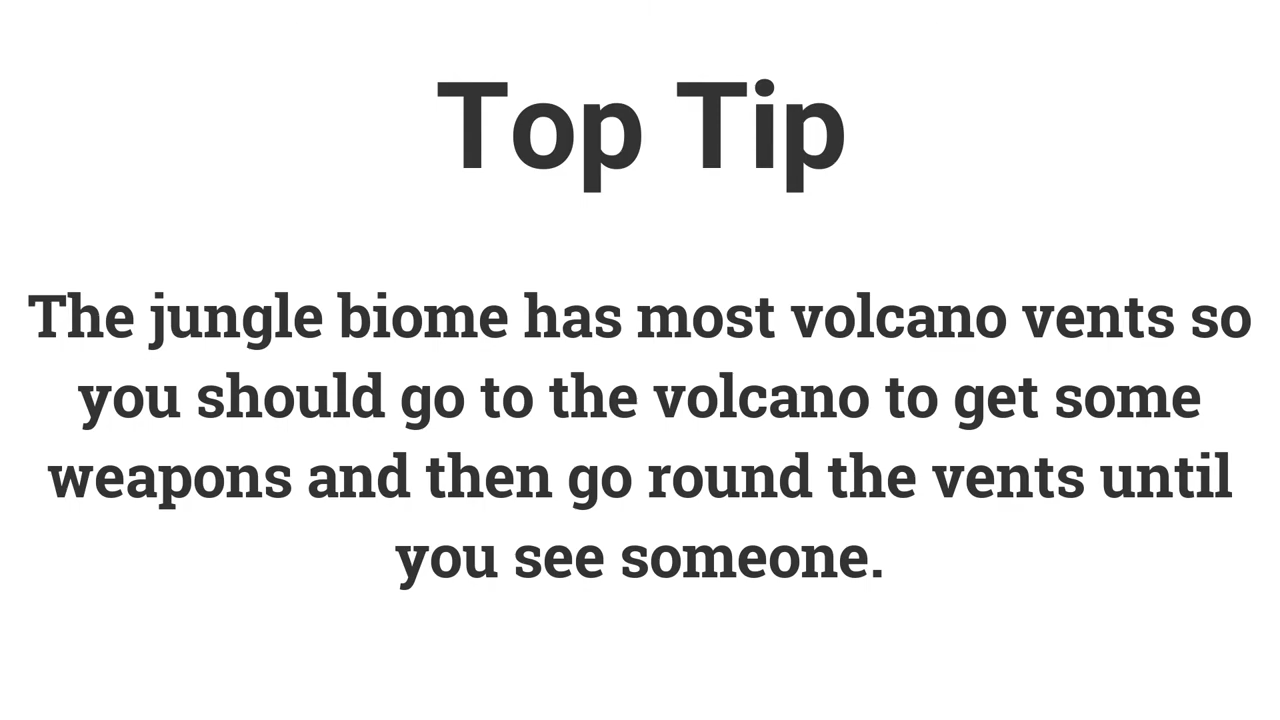 Top Tip
The jungle biome has most volcano vents so
you should go to the volcano to get some
weapons and then go round the vents until
you see someone.